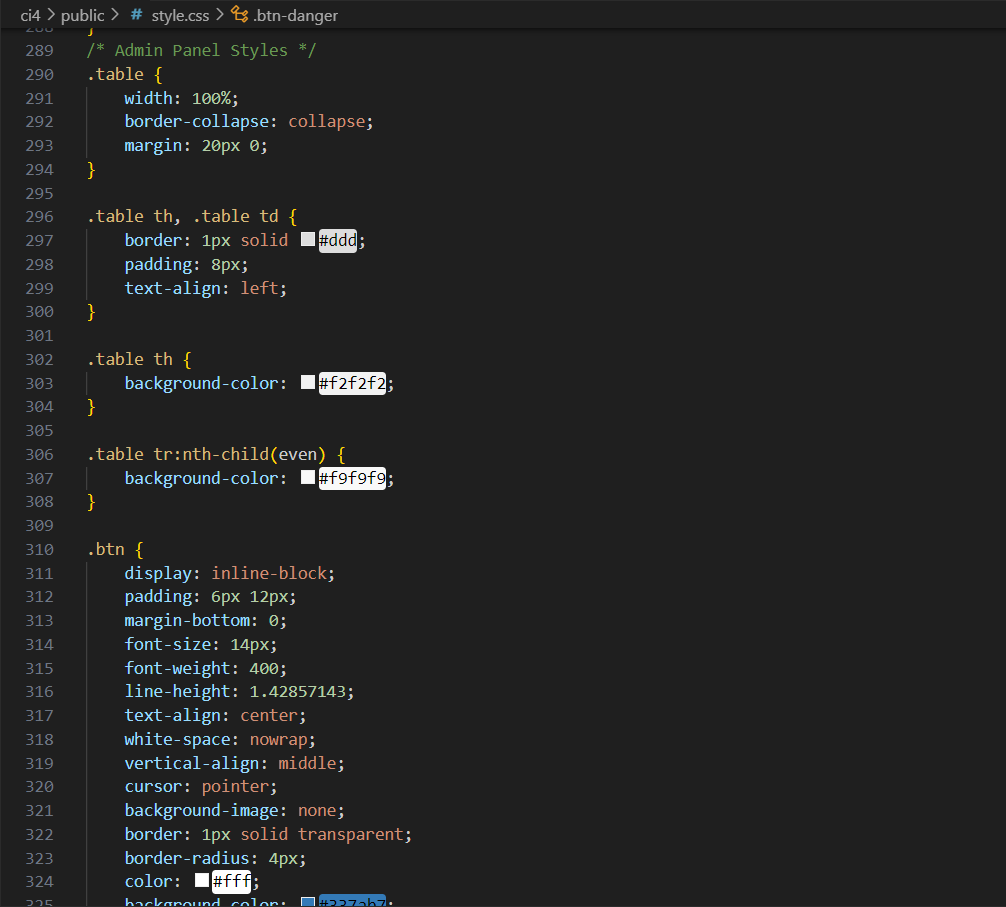 ci4 > public > # style.css > .btn-danger
288 }
289 /* Admin Panel Styles */
290 .table {
291 width: 100%;
292 border-collapse: collapse;
293 margin: 20px 0;
294 }
295
296 .table th, .table td {
297 border: 1px solid #ddd;
298 padding: 8px;
299 text-align: left;
300 }
301
302 .table th {
303 background-color: #f2f2f2;
304 }
305
306 .table tr:nth-child(even) {
307 background-color: #f9f9f9;
308 }
309
310 .btn {
311 display: inline-block;
312 padding: 6px 12px;
313 margin-bottom: 0;
314 font-size: 14px;
315 font-weight: 400;
316 line-height: 1.42857143;
317 text-align: center;
318 white-space: nowrap;
319 vertical-align: middle;
320 cursor: pointer;
321 background-image: none;
322 border: 1px solid transparent;
323 border-radius: 4px;
324 color: #fff;
325 background-color: #337ab7;